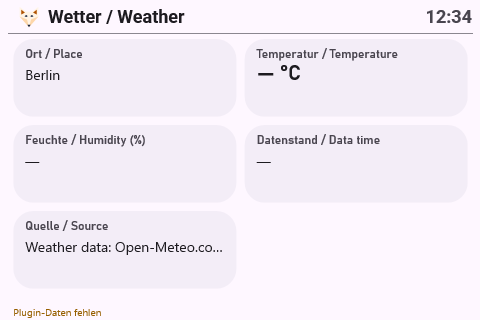 Wetter / Weather
12:34
Ort / Place
Berlin
Temperatur / Temperature
— °C
Feuchte / Humidity (%)
—
Datenstand / Data time
—
Quelle / Source
Weather data: Open-Meteo.co...
Plugin-Daten fehlen